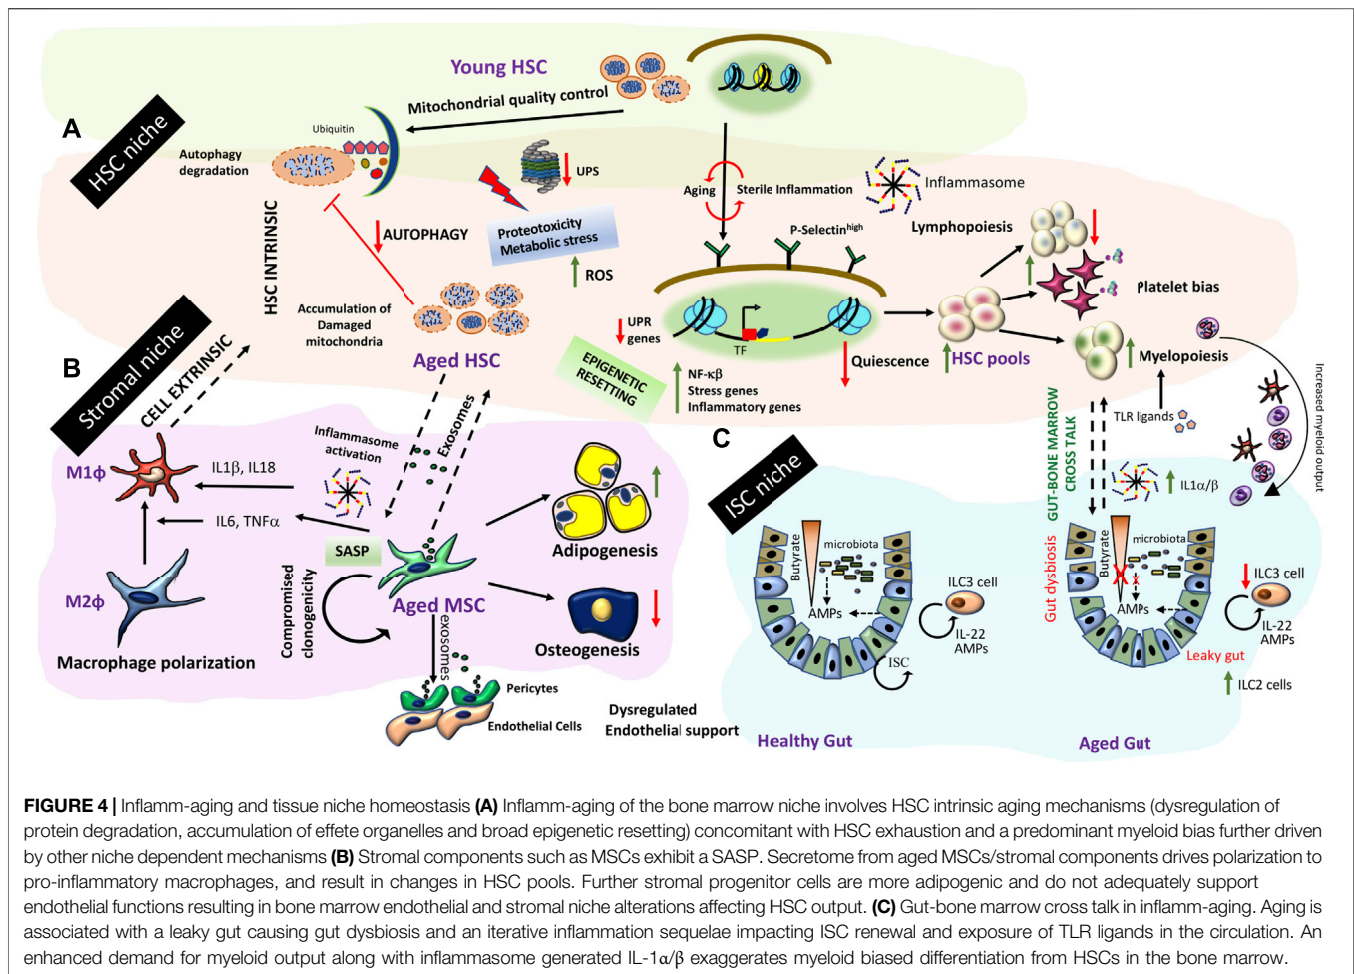 Young HSC
Mitochondrial quality control
A
HSC niche
Ubiquitin
Autophagy
degradation
UPS
Aging
Sterile Inflammation
Inflammasome
Lymphopoiesis
P-Selectinhigh
HSC INTRINSIC
AUTOPHAGY
Proteotoxicity
Metabolic stress
ROS
Platelet bias
Accumulation of
Damaged
mitochondria
Aged HSC
UPR
genes
TF
Quiescence
HSC pools
Myelopoiesis
EPIGENETIC
RESETTING
NF-κβ
Stress genes
Inflammatory genes
TLR ligands
Increased myeloid output
B
Stromal niche
CELL EXTRINSIC
Exosomes
Inflammasome
activation
M1ϕ
IL1β, IL18
IL6, TNFα
SASP
Adipogenesis
Compromised
clonogenicity
Aged MSC
M2ϕ
Macrophage polarization
Osteogenesis
exosomes
Pericytes
Endothelial Cells
Dysregulated
Endothelial support
C
ISC niche
GUT-BONE MARROW
CROSS TALK
IL1α/β
Butyrate
microbiota
AMPs
ILC3 cell
IL-22
AMPs
ISC
Healthy Gut
Gut dysbiosis
Butyrate
microbiota
AMPs
ILC3 cell
IL-22
AMPs
Leaky gut
ILC2 cells
Aged Gut
FIGURE 4 | Inflamm-aging and tissue niche homeostasis (A) Inflamm-aging of the bone marrow niche involves HSC intrinsic aging mechanisms (dysregulation of
protein degradation, accumulation of effete organelles and broad epigenetic resetting) concomitant with HSC exhaustion and a predominant myeloid bias further driven
by other niche dependent mechanisms (B) Stromal components such as MSCs exhibit a SASP. Secretome from aged MSCs/stromal components drives polarization to
pro-inflammatory macrophages, and result in changes in HSC pools. Further stromal progenitor cells are more adipogenic and do not adequately support
endothelial functions resulting in bone marrow endothelial and stromal niche alterations affecting HSC output. (C) Gut-bone marrow cross talk in inflamm-aging. Aging is
associated with a leaky gut causing gut dysbiosis and an iterative inflammation sequelae impacting ISC renewal and exposure of TLR ligands in the circulation. An
enhanced demand for myeloid output along with inflammasome generated IL-1α/β exaggerates myeloid biased differentiation from HSCs in the bone marrow.